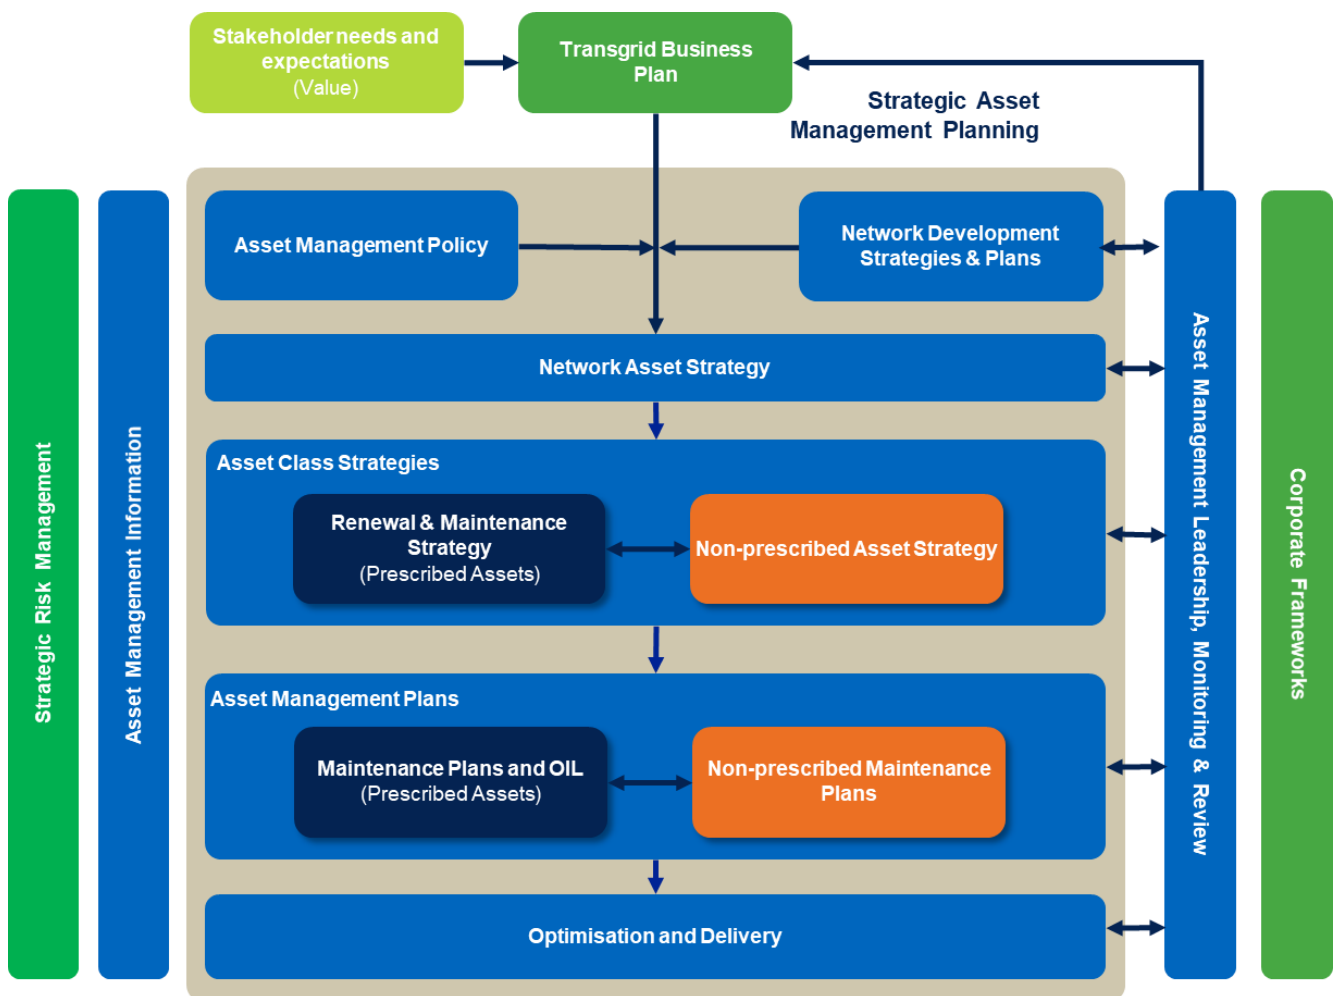 Stakeholder needs and
expectations
(Value)
Transgrid Business
Plan
Strategic Asset
Management Planning
Strategic Risk Management
Asset Management Information
Asset Management Policy
Network Development
Strategies & Plans
Network Asset Strategy
Asset Class Strategies
Renewal & Maintenance
Strategy
(Prescribed Assets)
Non-prescribed Asset Strategy
Asset Management Plans
Maintenance Plans and OIL
(Prescribed Assets)
Non-prescribed Maintenance
Plans
Optimisation and Delivery
Asset Management Leadership, Monitoring & Review
Corporate Frameworks